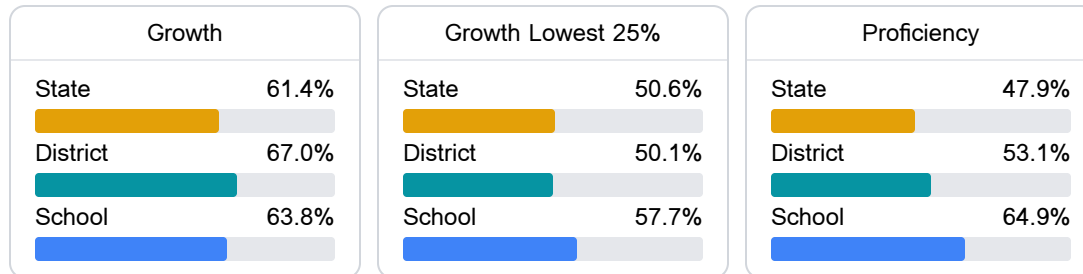 Growth
State 61.4%
District 67.0%
School 63.8%
Growth Lowest 25%
State 50.6%
District 50.1%
School 57.7%
Proficiency
State 47.9%
District 53.1%
School 64.9%